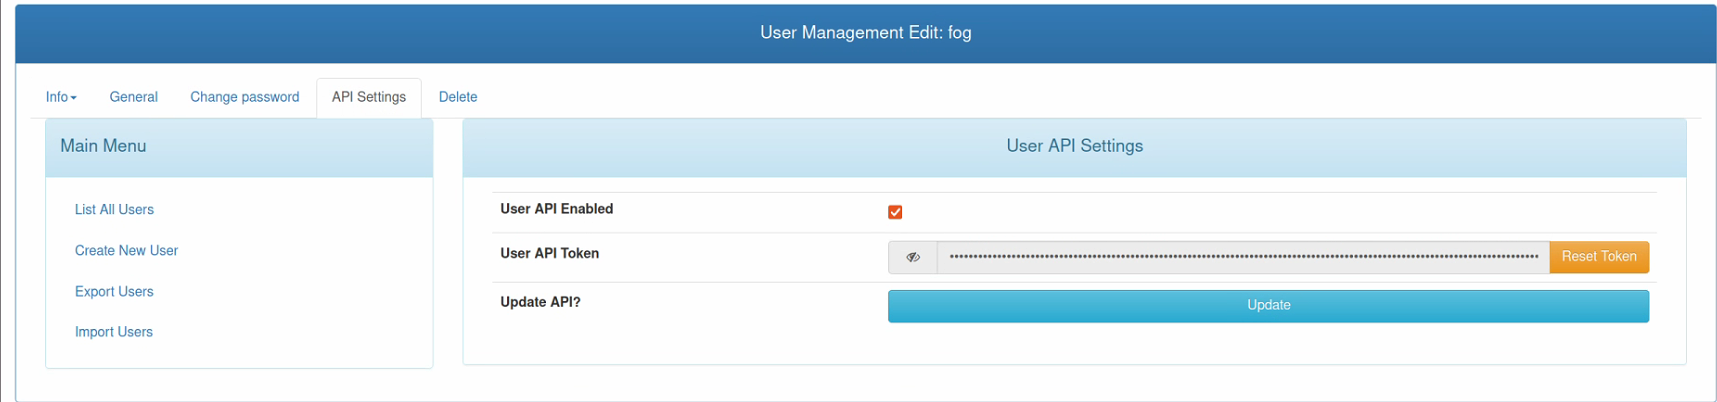 User Management Edit: fog
Info
General
Change password
API Settings
Delete
Main Menu
List All Users
Create New User
Export Users
Import Users
User API Settings
User API Enabled
User API Token
Reset Token
Update API?
Update